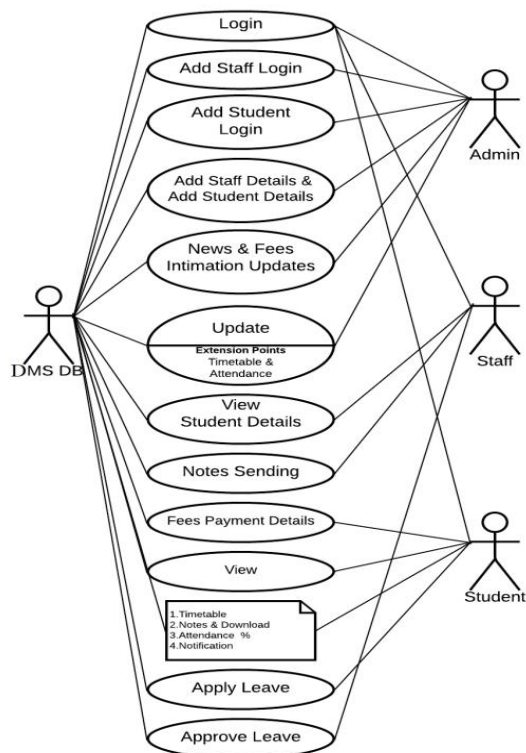 Login
Add Staff Login
Add Student
Login
Admin
Add Staff Details &
Add Student Details
News & Fees
Intimation Updates
DMS DB
Update
Extension Points
Timetable &
Attendance
Staff
View
Student Details
Notes Sending
Fees Payment Details
View
Student
1.Timetable
2.Notes & Download
3.Attendance %
4.Notification
Apply Leave
Approve Leave